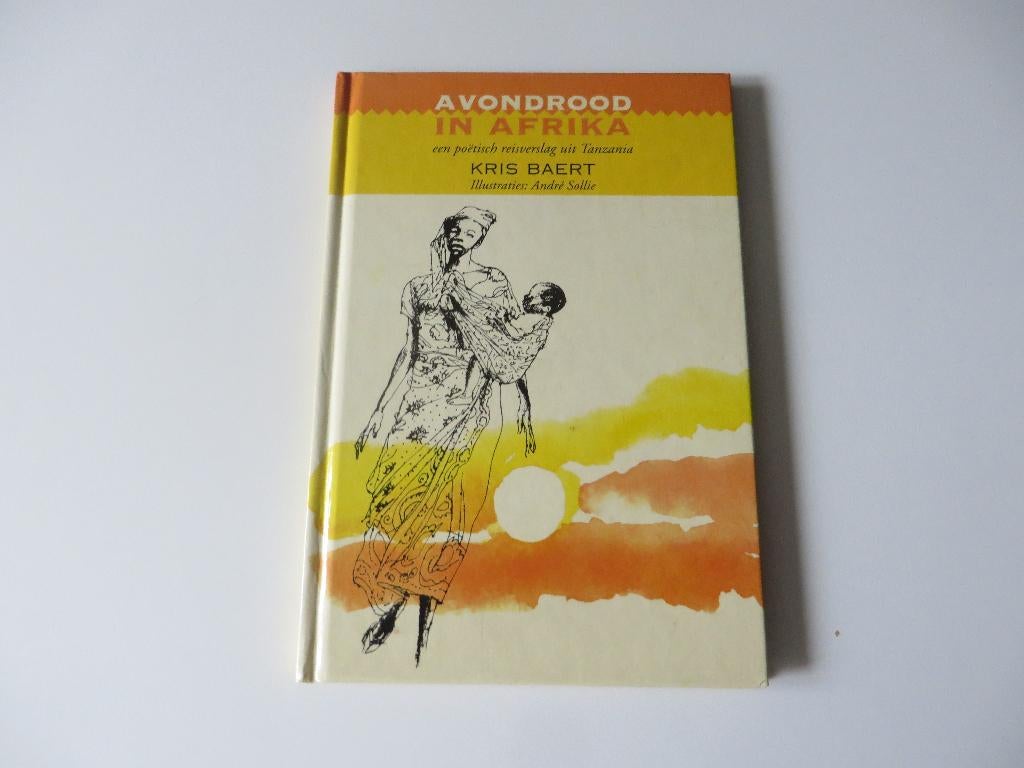 AVONDROOD
IN AFRIKA
een poëtisch reisverslag uit Tanzania
KRIS BAERT
Illustraties: André Sollie